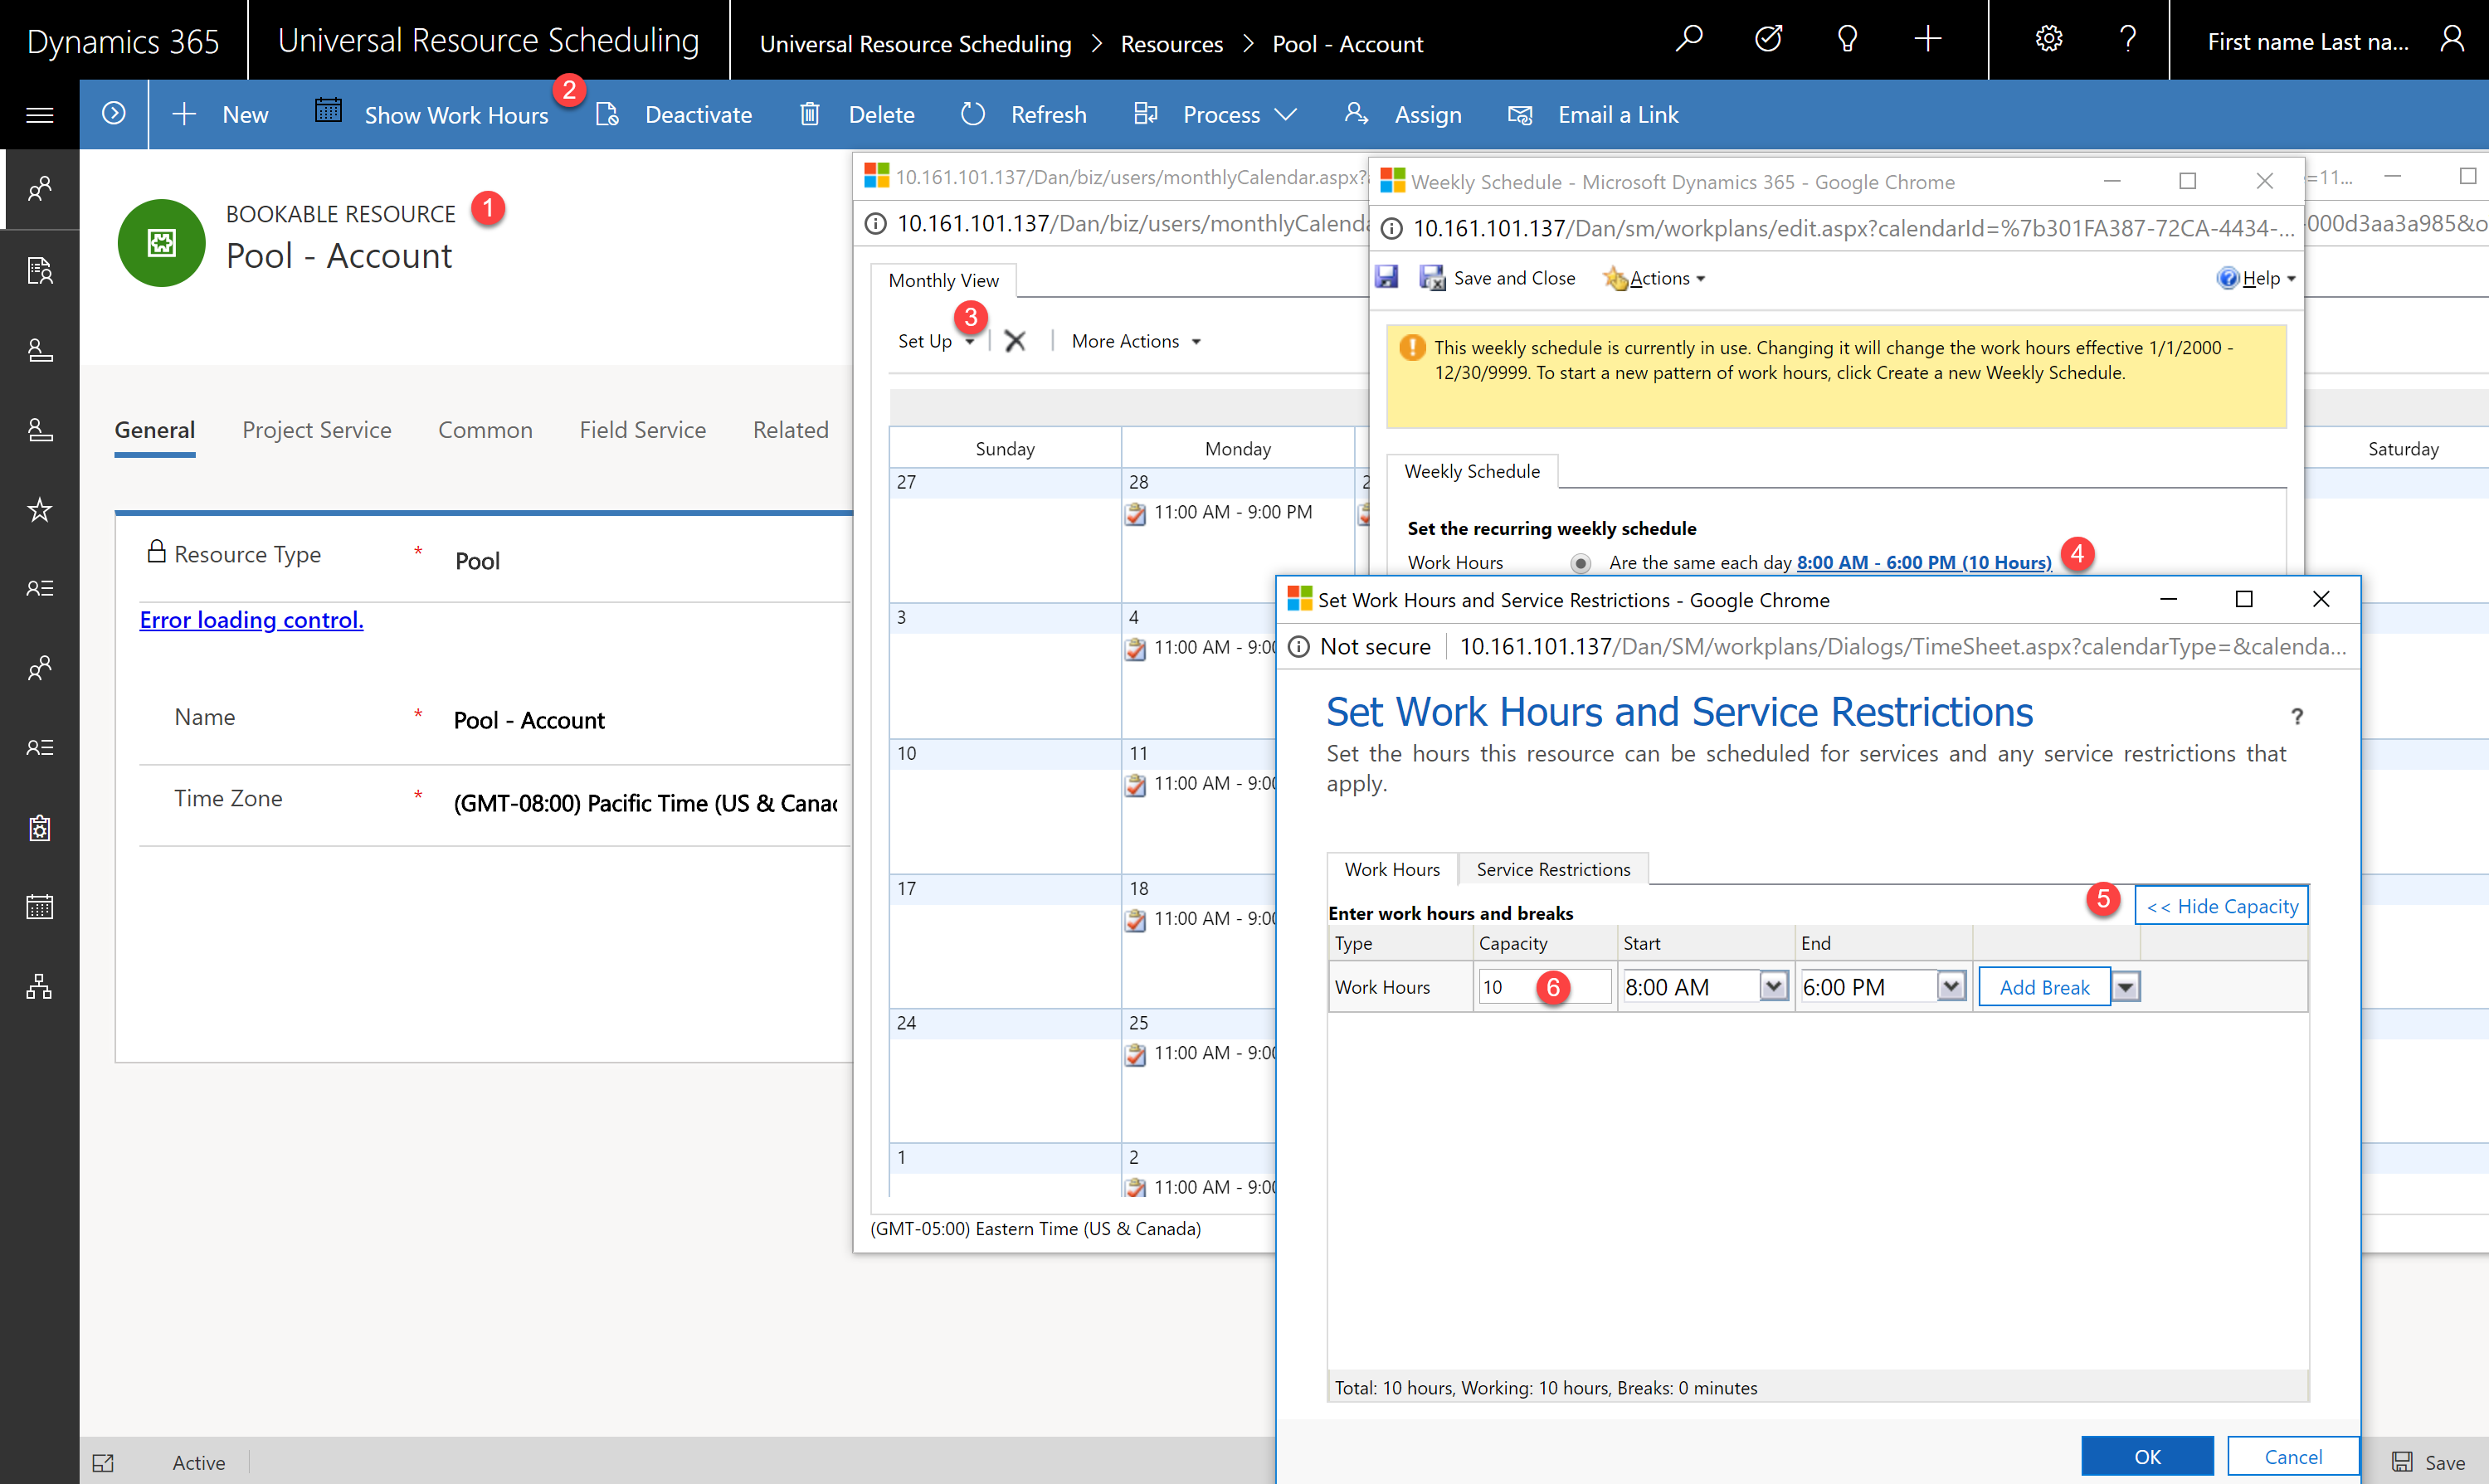 Dynamics 365
Universal Resource Scheduling
Universal Resource Scheduling > Resources > Pool - Account
First name Last na...
New
Show Work Hours
2
Deactivate
Delete
Refresh
Process
Assign
Email a Link
BOOKABLE RESOURCE
1
Pool - Account
General
Project Service
Common
Field Service
Related
Resource Type
*
Pool
Error loading control.
Name
*
Pool - Account
Time Zone
*
(GMT-08:00) Pacific Time (US & Canad
10.161.101.137/Dan/biz/users/monthlyCalendar.aspx?
=11...
10.161.101.137/Dan/biz/users/monthlyCalenda
000d3aa3a985&o
Monthly View
Set Up
3
More Actions
Sunday
Monday
Saturday
27
28
2
11:00 AM - 9:00 PM
3
4
11:00 AM - 9:00
10
11
11:00 AM - 9:00
17
18
11:00 AM - 9:00
24
25
11:00 AM - 9:00
1
2
11:00 AM - 9:00
(GMT-05:00) Eastern Time (US & Canada)
Weekly Schedule - Microsoft Dynamics 365 - Google Chrome
10.161.101.137/Dan/sm/workplans/edit.aspx?calendarId=%7b301FA387-72CA-4434-...
Save and Close
Actions
Help
This weekly schedule is currently in use. Changing it will change the work hours effective 1/1/2000 -
12/30/9999. To start a new pattern of work hours, click Create a new Weekly Schedule.
Weekly Schedule
Set the recurring weekly schedule
Work Hours
Are the same each day 8:00 AM - 6:00 PM (10 Hours)
4
Set Work Hours and Service Restrictions - Google Chrome
Not secure
10.161.101.137/Dan/SM/workplans/Dialogs/TimeSheet.aspx?calendarType=&calenda...
Set Work Hours and Service Restrictions
?
Set the hours this resource can be scheduled for services and any service restrictions that
apply.
Work Hours
Service Restrictions
5
<< Hide Capacity
Enter work hours and breaks
Type
Capacity
Start
End
Work Hours
10
6
8:00 AM
6:00 PM
Add Break
Total: 10 hours, Working: 10 hours, Breaks: 0 minutes
OK
Cancel
Active
Save